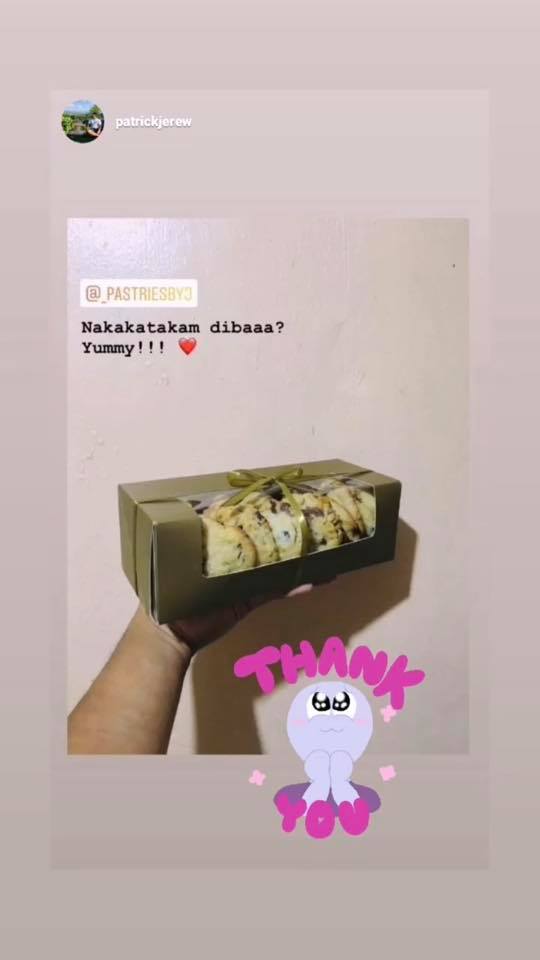 patrickjerew
@_PASTRIESBYJ
Nakakatakam dibaaa?
Yummy!!! ❤️
THANK
YOU